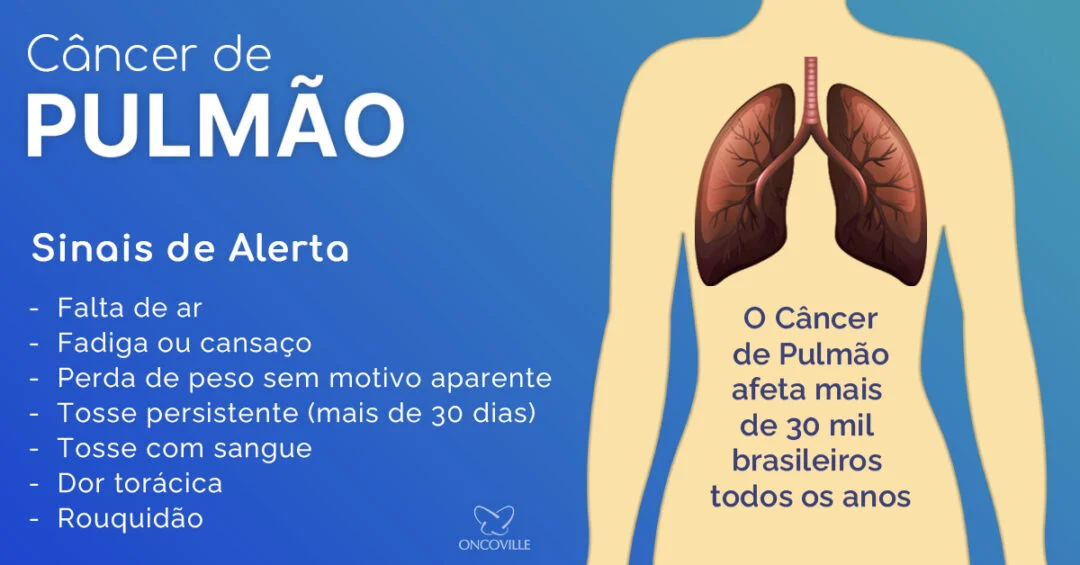 Câncer de
PULMÃO
Sinais de Alerta
- Falta de ar
- Fadiga ou cansaço
- Perda de peso sem motivo aparente
- Tosse persistente (mais de 30 dias)
- Tosse com sangue
- Dor torácica
- Rouquidão
ONCOVILLE
O Câncer
de Pulmão
afeta mais
de 30 mil
brasileiros
todos os anos